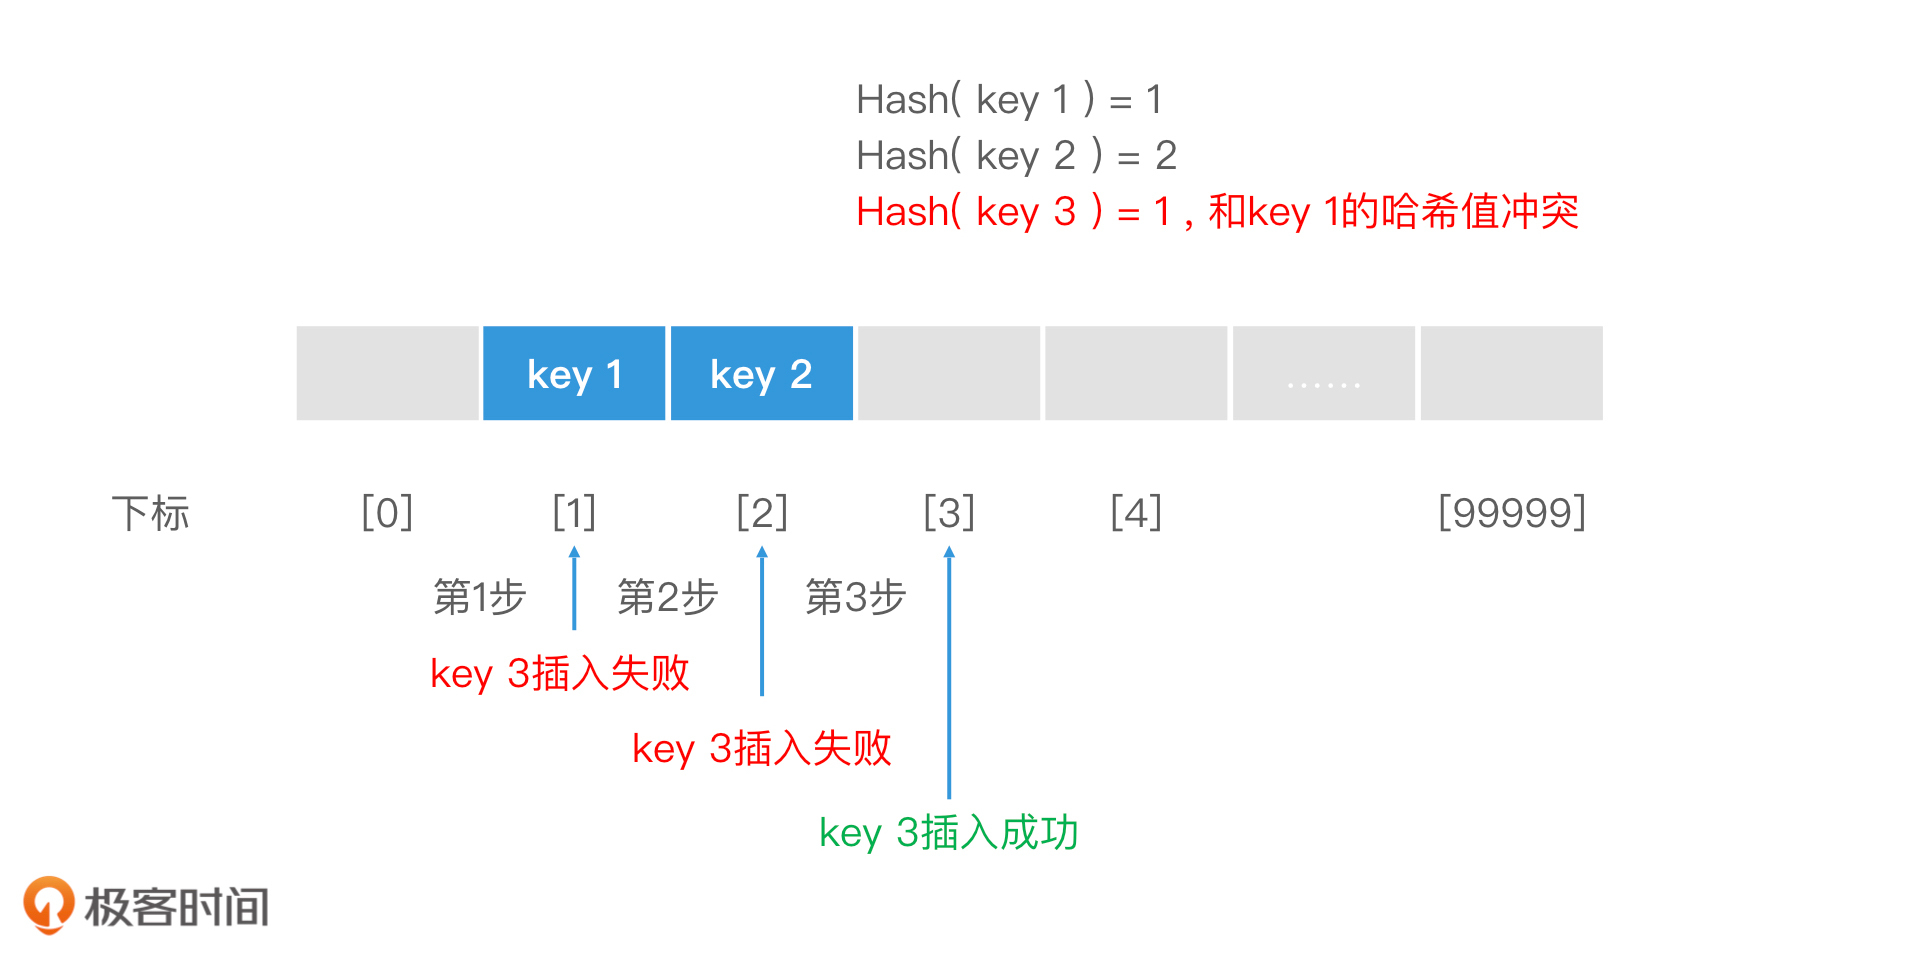 Hash( key 1 ) = 1
Hash( key 2 ) = 2
Hash( key 3 ) = 1 , 和key 1的哈希值冲突
key 1 key 2 ......
下标 [0] [1] [2] [3] [4] [99999]
第1步 第2步 第3步
key 3插入失败
key 3插入失败
key 3插入成功
极客时间